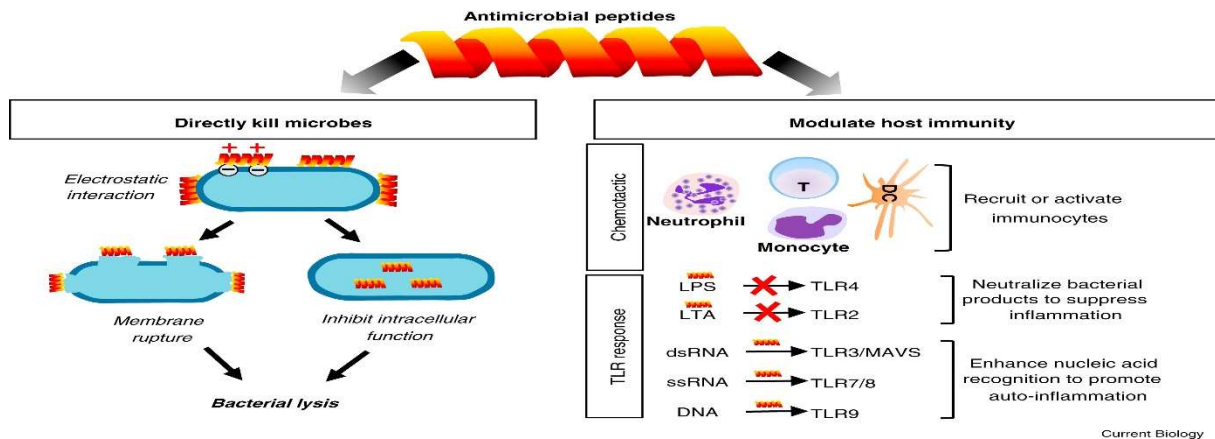 Antimicrobial peptides
Directly kill microbes
+ +
− −
Electrostatic
interaction
Membrane
rupture
Inhibit intracellular
function
Bacterial lysis
Modulate host immunity
Chemotactic
Neutrophil
T
Monocyte
DC
Recruit or activate
immunocytes
TLR response
LPS TLR4
LTA TLR2
Neutralize bacterial
products to suppress
inflammation
dsRNA TLR3/MAVS
ssRNA TLR7/8
DNA TLR9
Enhance nucleic acid
recognition to promote
auto-inflammation
Current Biology